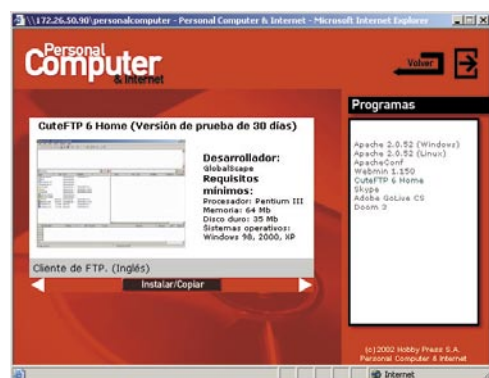 \\172.26.50.90\personalcomputer - Personal Computer & Internet - Microsoft Internet Explorer
Personal
Computer
& Internet
Volver
CuteFTP 6 Home (Versión de prueba de 30 días)
Desarrollador:
GlobalScape
Requisitos
mínimos:
Procesador: Pentium III
Memoria: 64 Mb
Disco duro: 35 Mb
Sistemas operativos:
Windows 98, 2000, XP
Cliente de FTP. (Inglés)
Instalar/Copiar
Programas
Apache 2.0.52 (Windows)
Apache 2.0.52 (Linux)
ApacheConf
Webmin 1.150
CuteFTP 6 Home
Skype
Adobe GoLive CS
Doom 3
(c)2002 Hobby Press S.A.
Personal Computer & Internet
Internet